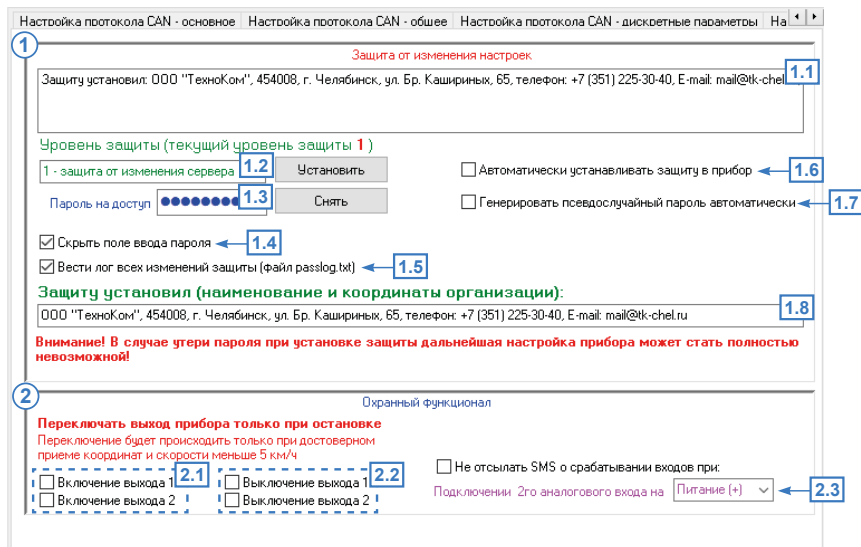 Настройка протокола CAN - основное Настройка протокола CAN - общее Настройка протокола CAN - дискретные параметры На
1
Защита от изменения настроек
Защиту установил: ООО "ТехноКом", 454008, г. Челябинск, ул. Бр. Кашириных, 65, телефон: +7 (351) 225-30-40, E-mail: mail@tk-chel
1.1
Уровень защиты (текущий уровень защиты 1 )
1 - защита от изменения сервера 1.2 Установить Автоматически устанавливать защиту в прибор 1.6
Пароль на доступ 1.3 Снять Генерировать псевдослучайный пароль автоматически 1.7
Скрыть поле ввода пароля 1.4
Вести лог всех изменений защиты (файл passlog.txt) 1.5
Защиту установил (наименование и координаты организации):
ООО "ТехноКом", 454008, г. Челябинск, ул. Бр. Кашириных, 65, телефон: +7 (351) 225-30-40, E-mail: mail@tk-chel.ru 1.8
Внимание! В случае утери пароля при установке защиты дальнейшая настройка прибора может стать полностью
невозможной!
2
Охранный функционал
Переключать выход прибора только при остановке
Переключение будет происходить только при достоверном
приеме координат и скорости меньше 5 км/ч
Включение выхода 1 2.1 Выключение выхода 1 2.2 Не отсылать SMS о срабатывании входов при:
Включение выхода 2 Выключение выхода 2 Подключении 2го аналогового входа на Питание (+) 2.3